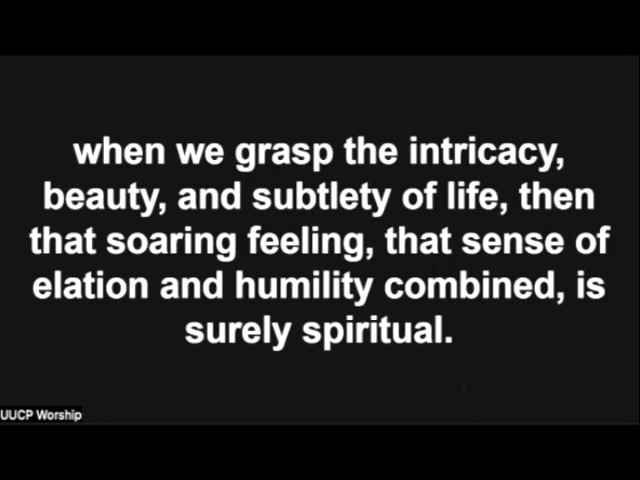 when we grasp the intricacy,
beauty, and subtlety of life, then
that soaring feeling, that sense of
elation and humility combined, is
surely spiritual.
UUCP Worship